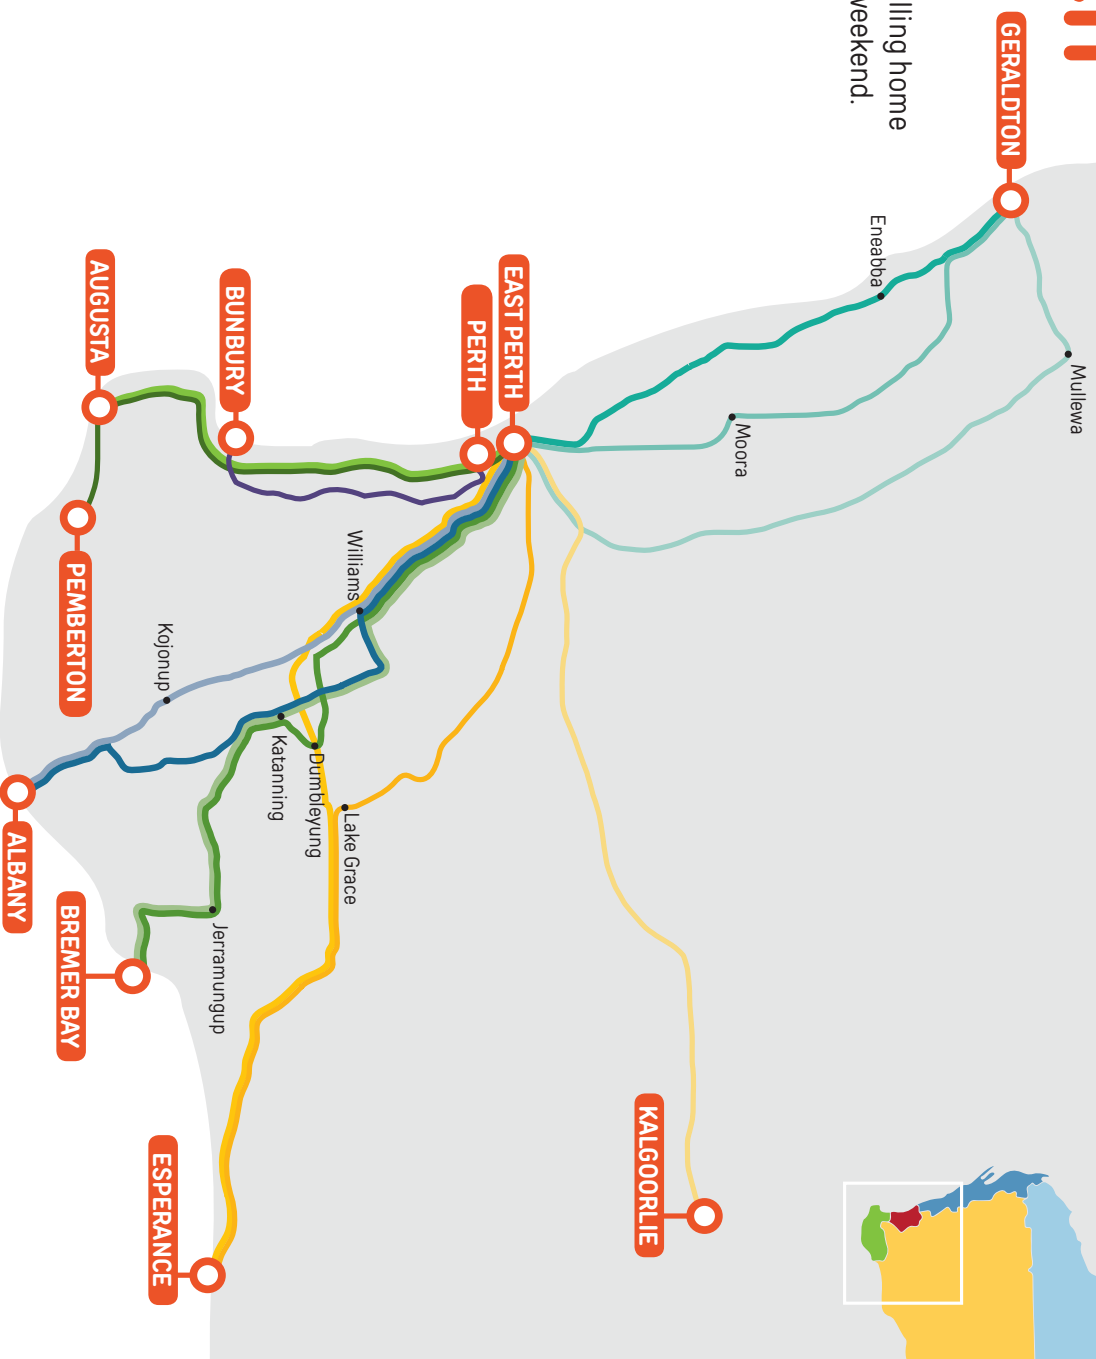 lling home
weekend.
GERALDTON
Mullewa
Eneabba
Moora
EAST PERTH
PERTH
BUNBURY
AUGUSTA
PEMBERTON
Williams
Kojonup
Katanning
Dumbleyung
Lake Grace
Jerramungup
ALBANY
BREMER BAY
ESPERANCE
KALGOORLIE